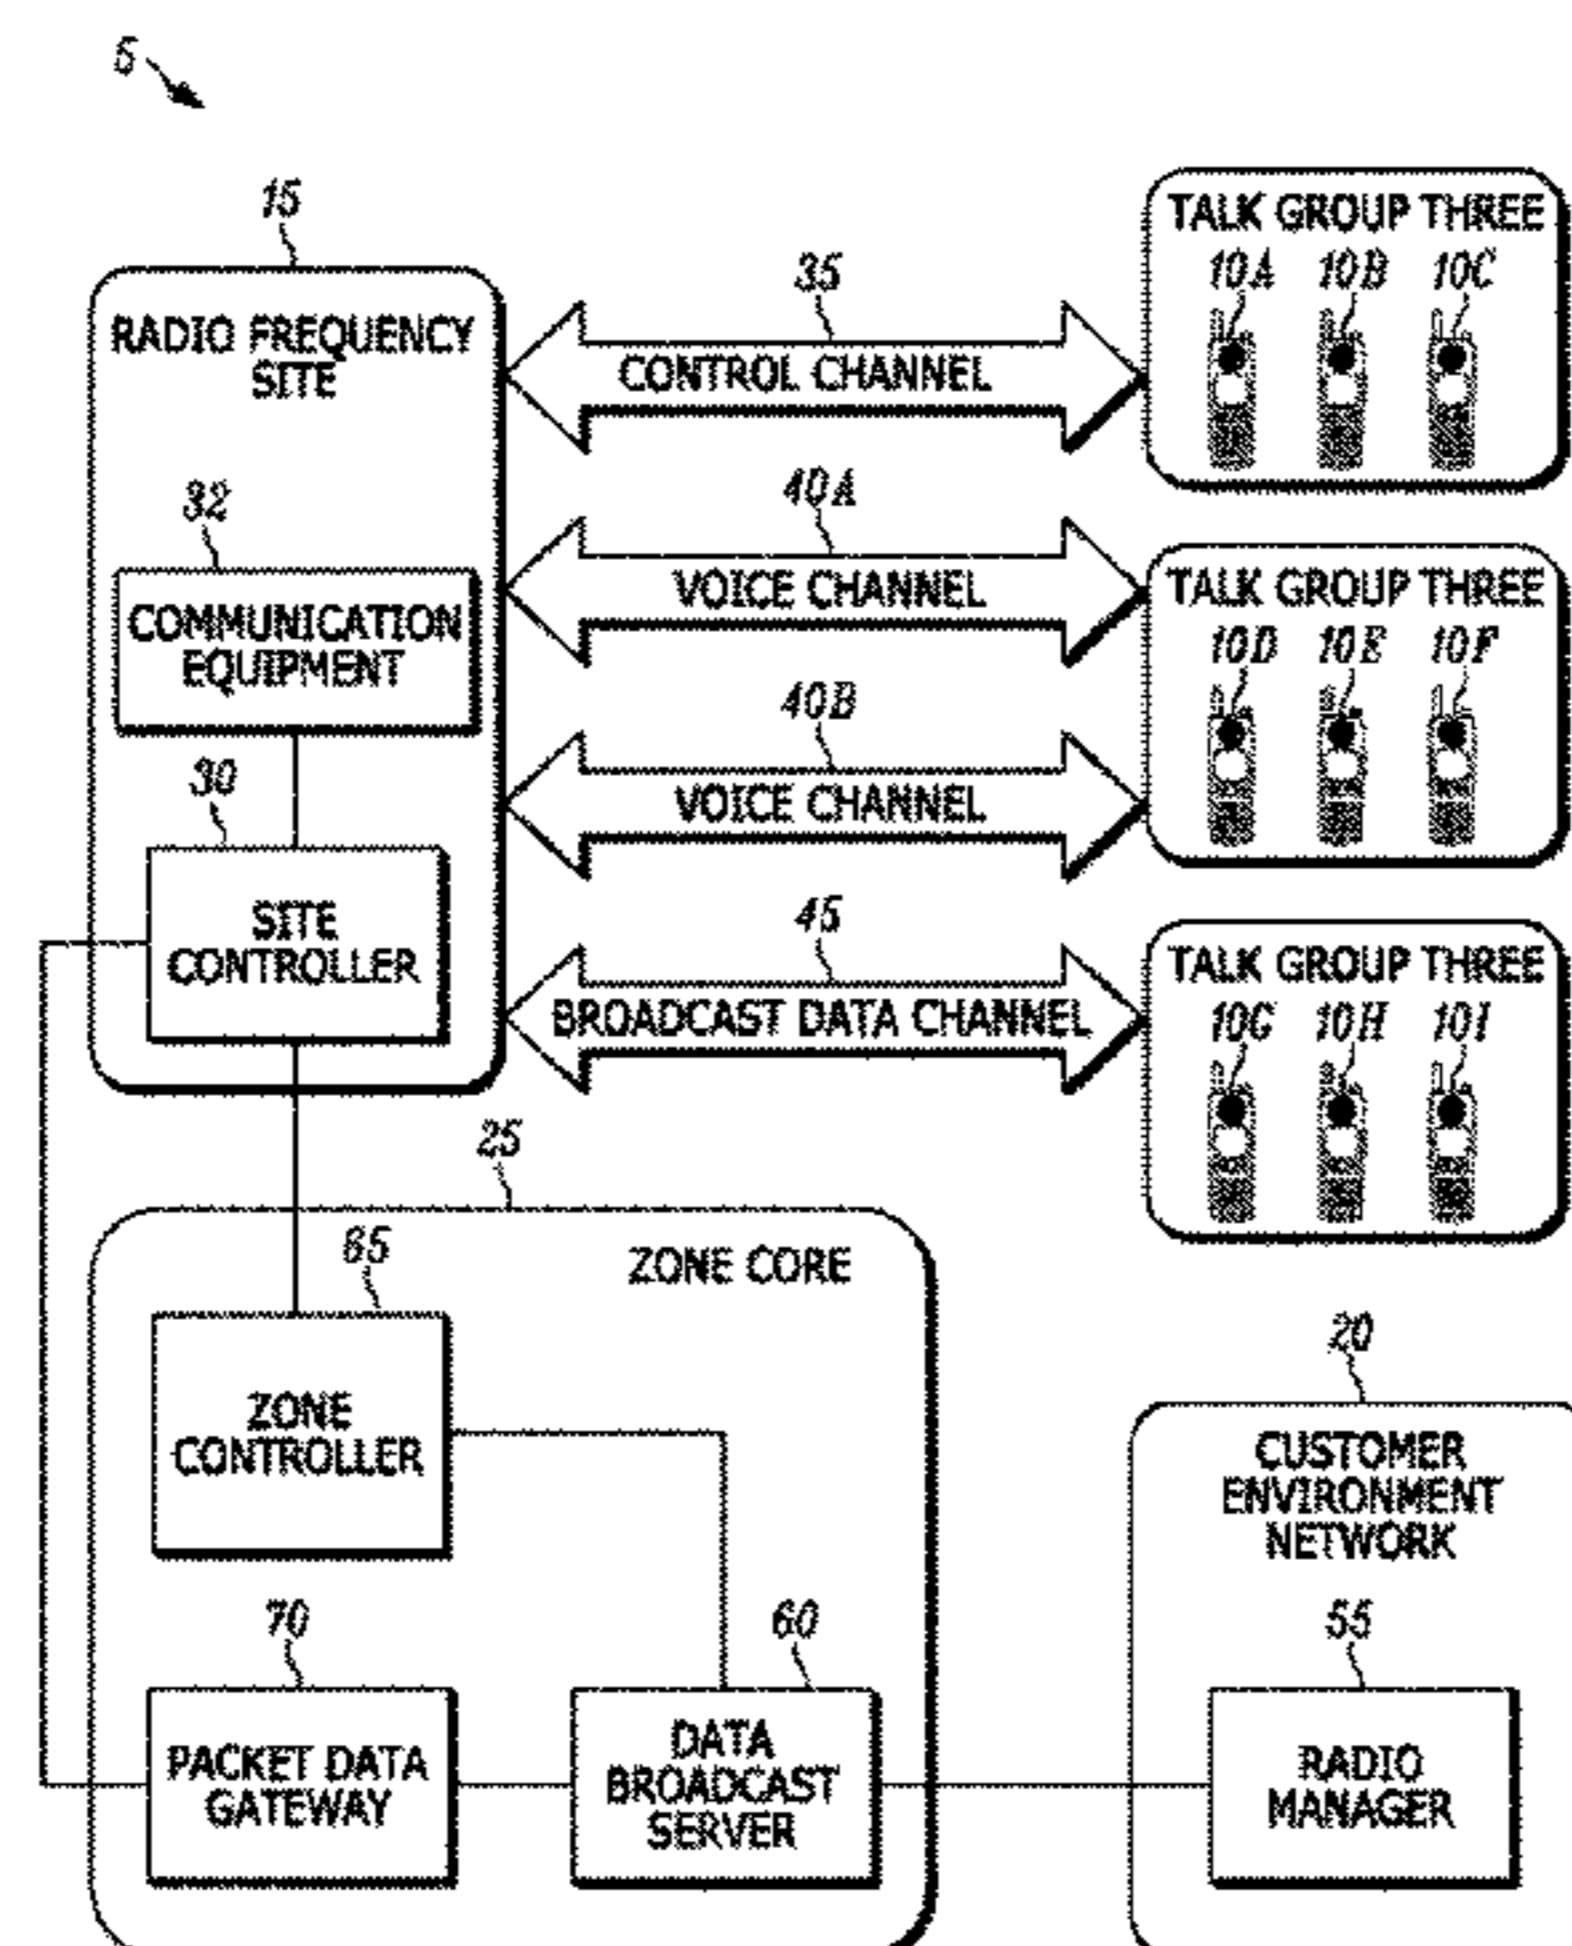 5
15
RADIO FREQUENCY
SITE
32
COMMUNICATION
EQUIPMENT
30
SITE
CONTROLLER
35
CONTROL CHANNEL
40A
VOICE CHANNEL
40B
VOICE CHANNEL
45
BROADCAST DATA CHANNEL
TALK GROUP THREE
10A 10B 10C
TALK GROUP THREE
10D 10E 10F
TALK GROUP THREE
10G 10H 10I
25
ZONE CORE
65
ZONE
CONTROLLER
70
PACKET DATA
GATEWAY
60
DATA
BROADCAST
SERVER
20
CUSTOMER
ENVIRONMENT
NETWORK
55
RADIO
MANAGER